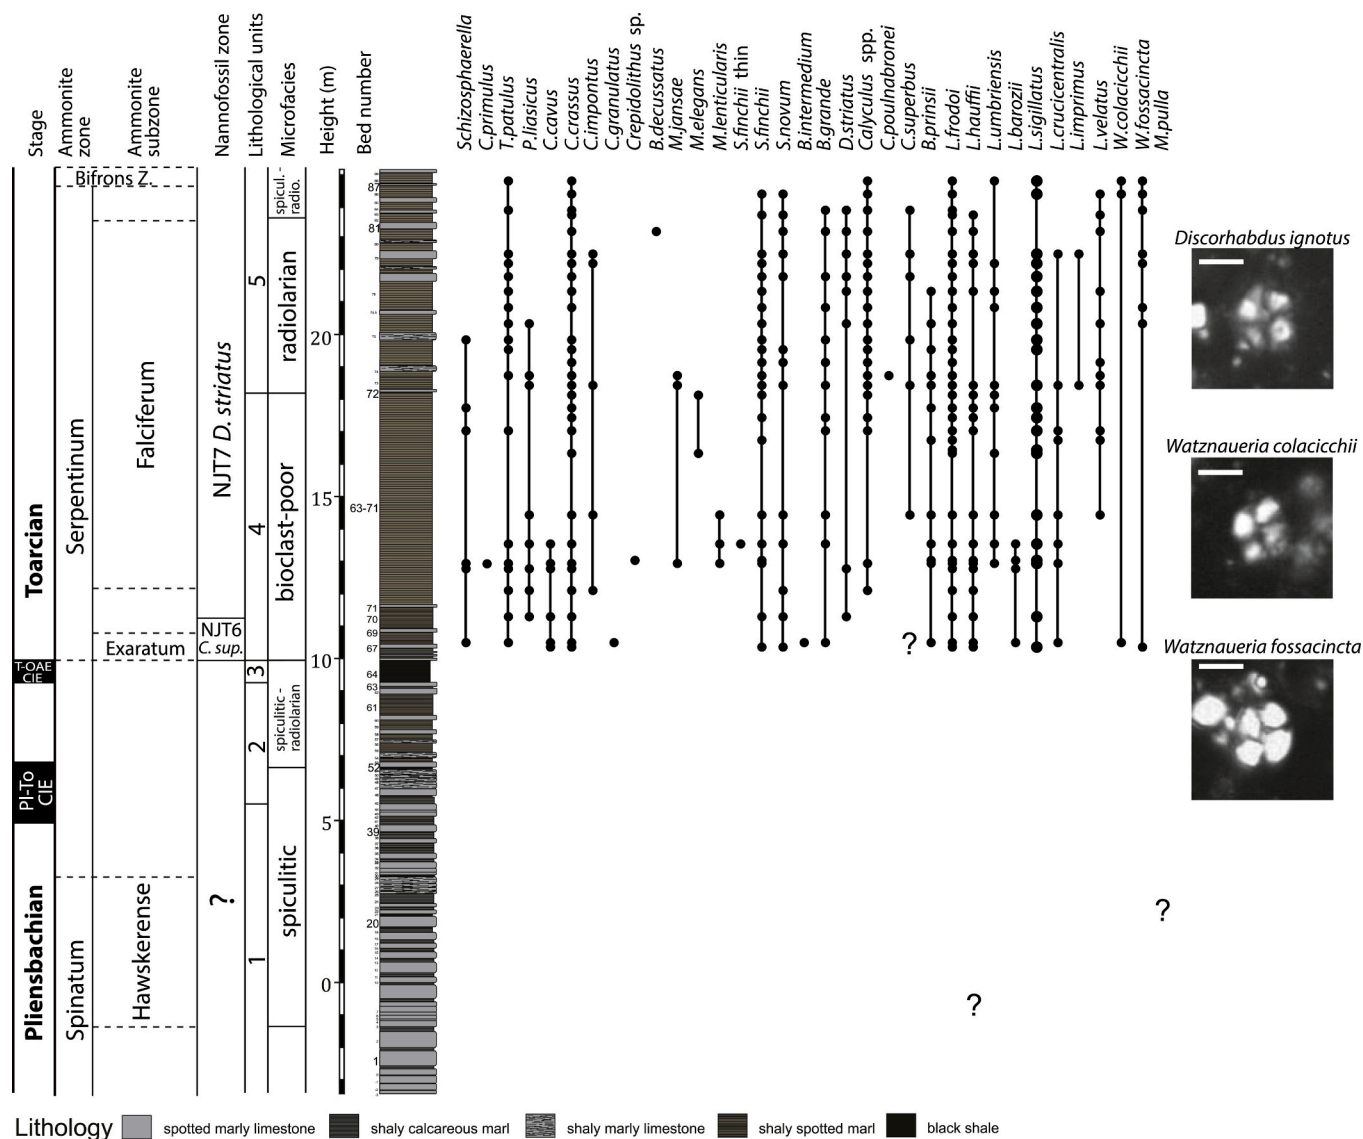 Stage
Ammonite
zone
Ammonite
subzone
Nannofossil zone
Lithological units
Microfacies
Height (m)
Bed number
Schizosphaerella
C.primulus
T.patulus
P.liasicus
C.cavus
C.crassus
C.impontus
C.granulatus
Crepidolithus sp.
B.decussatus
M.jansae
M.elegans
M.lenticularis
S.finchii thin
S.finchii
S.novum
B.intermedium
B.grande
D.striatus
Calyculus spp.
C.poulnabronei
C.superbus
B.prinsii
L.frodoi
L.hauffii
L.umbriensis
L.barozii
L.sigillatus
L.crucicentralis
L.imprimus
L.velatus
W.colacicchii
W.fossacincta
M.pulla
Bifrons Z.
spicul.-
radio.
87
81
Discorhabdus ignotus
5
radiolarian
20
Toarcian
Serpentinum
Falciferum
NJT7 D. striatus
72
Watznaueria colacicchii
4
bioclast-poor
15
63-71
71
70
NJT6
C. sup.
69
Exaratum
67
?
Watznaueria fossacincta
10
T-OAE
CIE
3
64
63
61
spiculitic -
radiolarian
2
52
Pl-To
CIE
5
39
Pliensbachian
Spinatum
Hawskerense
?
1
spiculitic
20
?
0
?
1
Lithology
spotted marly limestone
shaly calcareous marl
shaly marly limestone
shaly spotted marl
black shale